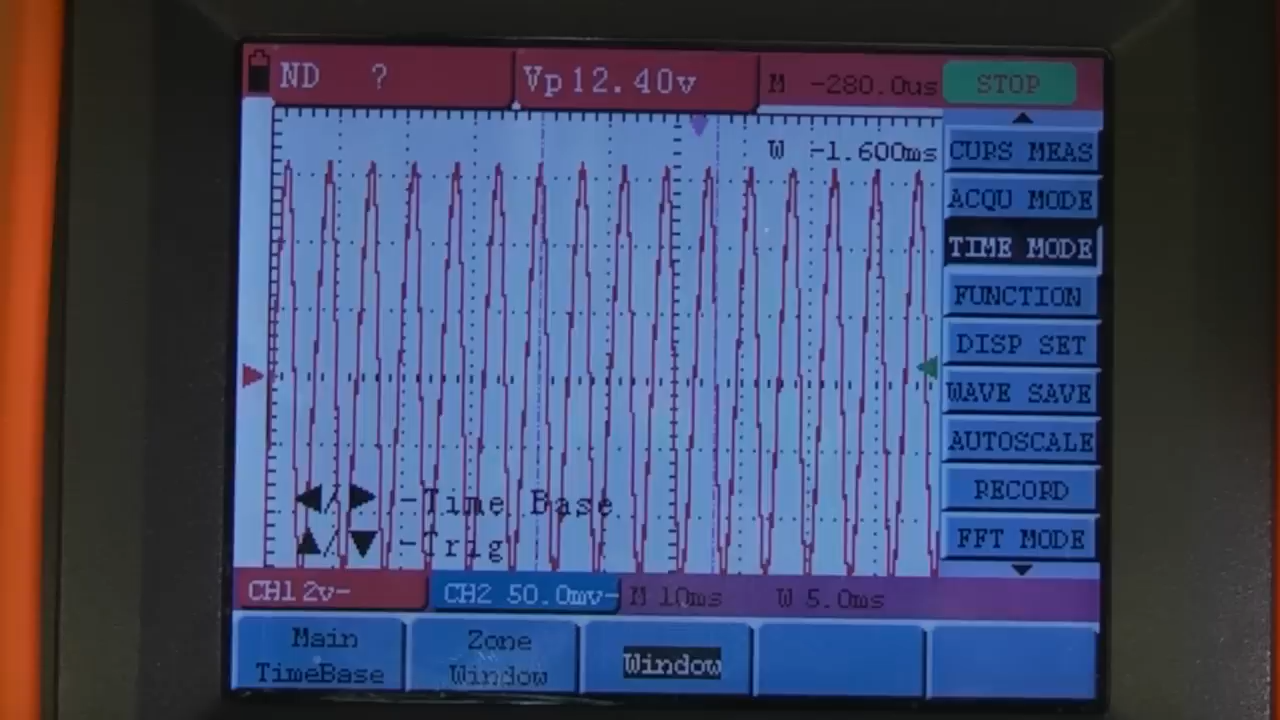 ND ? Vp 12.40v M -280.0us STOP
W -1.600ms
CURS MEAS
ACQU MODE
TIME MODE
FUNCTION
DISP SET
WAVE SAVE
AUTOSCALE
RECORD
FFT MODE
◀/▶ -Time Base
▲/▼ -Crig
CH1 2v- CH2 50.0mv- M 10ms W 5.0ms
Main TimeBase
Zone Window
Window